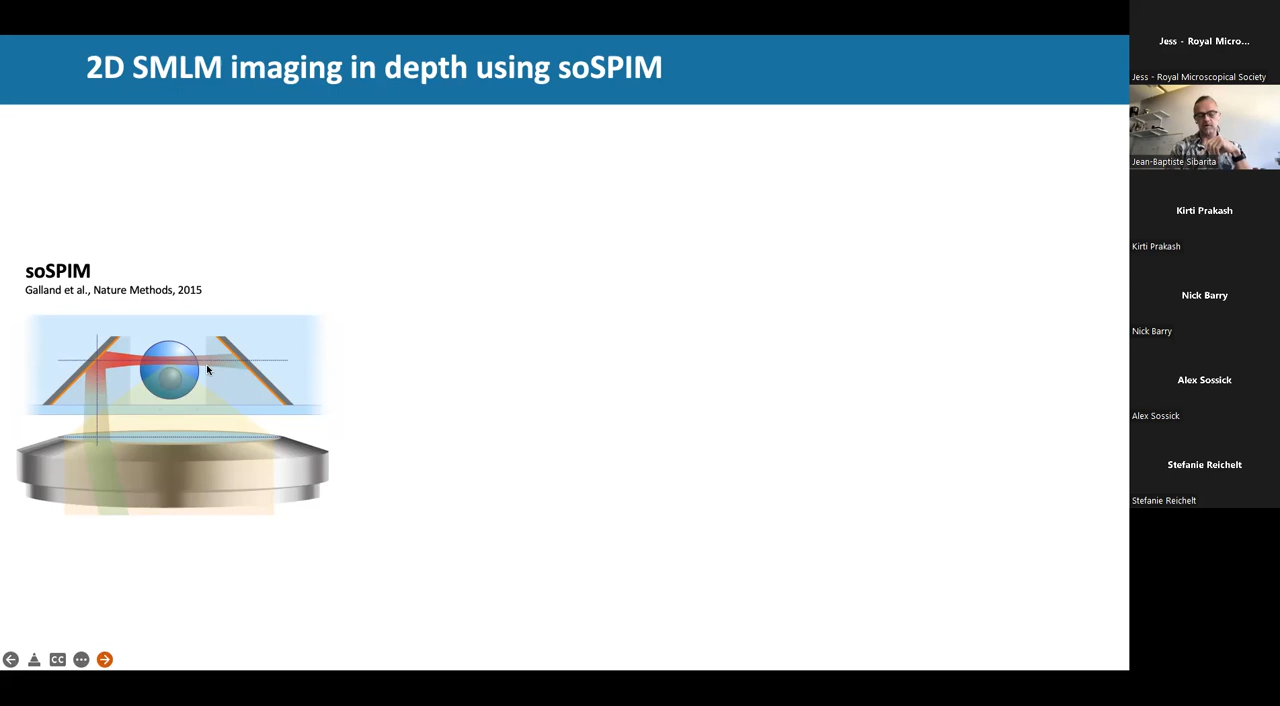 2D SMLM imaging in depth using soSPIM
soSPIM
Galland et al., Nature Methods, 2015
CC
Jess - Royal Micro...
Jess - Royal Microscopical Society
Jean-Baptiste Sibarita
Kirti Prakash
Kirti Prakash
Nick Barry
Nick Barry
Alex Sossick
Alex Sossick
Stefanie Reichelt
Stefanie Reichelt